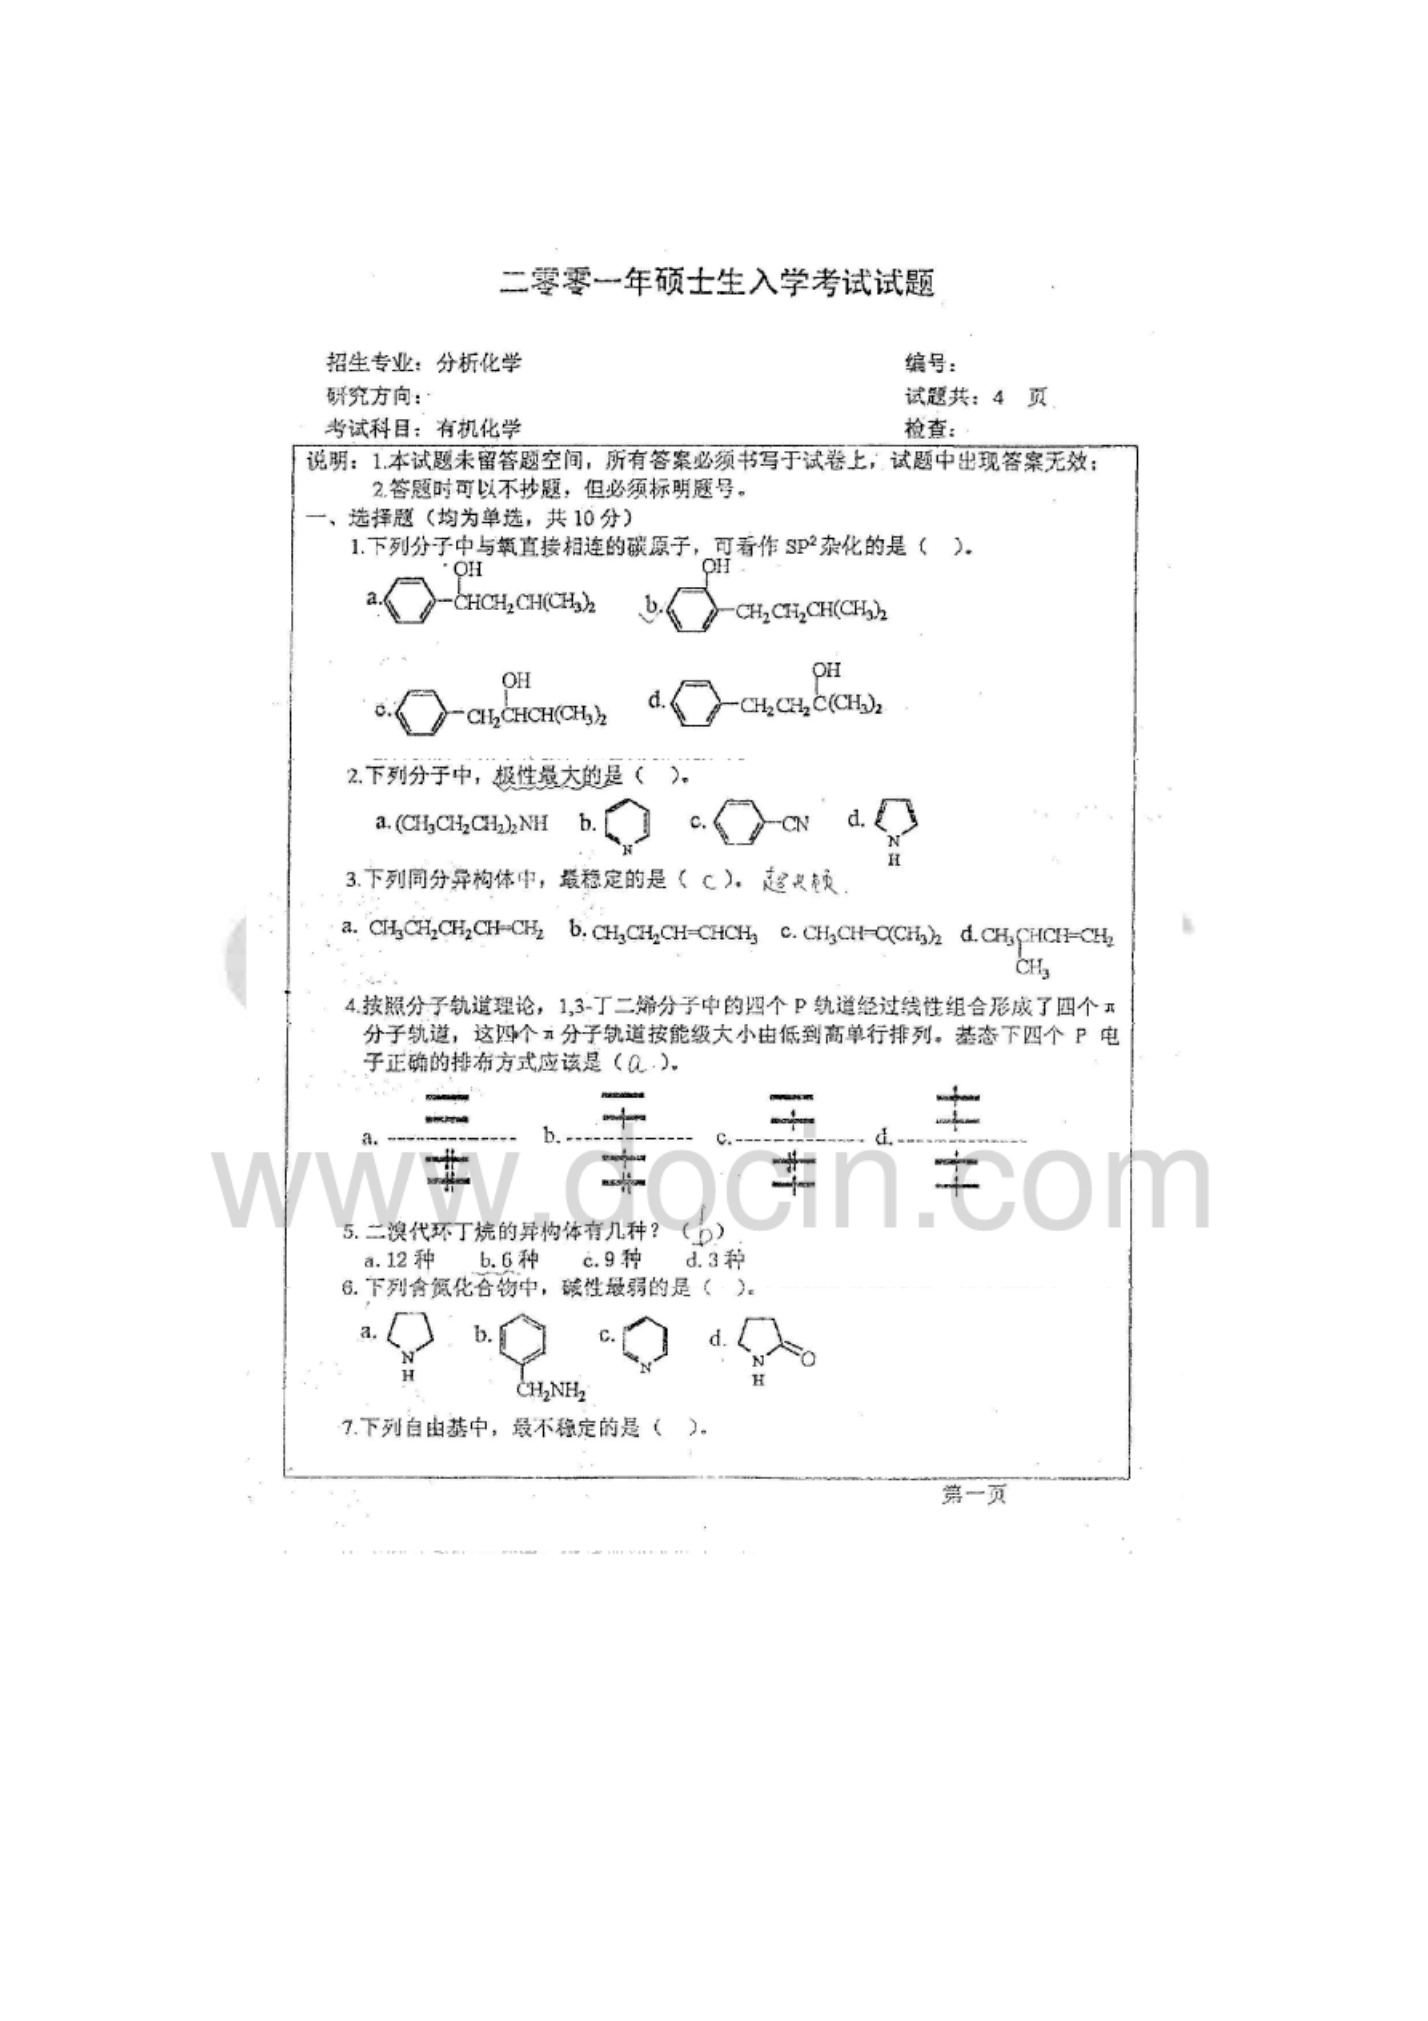 二零零一年硕士生入学考试试题
招生专业：分析化学 编号：
研究方向： 试题共：4 页
考试科目：有机化学 检查：
说明：1.本试题未留答题空间，所有答案必须书写于试卷上，试题中出现答案无效；
2.答题时可以不抄题，但必须标明题号。
一、选择题（均为单选，共10分）
1.下列分子中与氧直接相连的碳原子，可看作 SP²杂化的是（ ）。
OH OH
a. CHCH₂CH(CH₃)₂ b. CH₂CH₂CH(CH₃)₂
OH OH
c. CH₂CHCH(CH₃)₂ d. CH₂CH₂C(CH₃)₂
2.下列分子中，极性最大的是（ ）。
a. (CH₃CH₂CH₂)₂NH b. N c. CN d. N H
3.下列同分异构体中，最稳定的是（ c ）。
a. CH₃CH₂CH₂CH=CH₂ b. CH₃CH₂CH=CHCH₃ c. CH₃CH=C(CH₃)₂ d. CH₃CHCH=CH₂
CH₃
4.按照分子轨道理论，1,3-丁二烯分子中的四个 P 轨道经过线性组合形成了四个 π
分子轨道，这四个 π 分子轨道按能级大小由低到高单行排列。基态下四个 P 电
子正确的排布方式应该是（a）。
a. b. c. d.
www.docin.com
5. 二溴代环丁烷的异构体有几种？（b）
a. 12 种 b. 6 种 c. 9 种 d. 3 种
6. 下列含氮化合物中，碱性最弱的是（ ）。
a. N H b. CH₂NH₂ c. N d. N H O
7.下列自由基中，最不稳定的是（ ）。
第一页